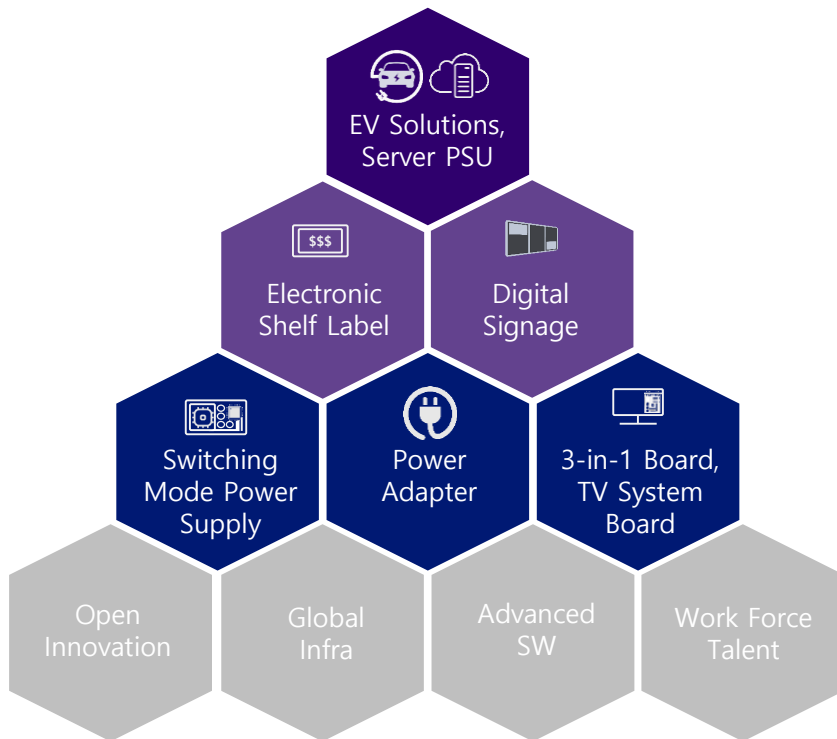 EV Solutions,
Server PSU
$$$
Electronic
Shelf Label
Digital
Signage
Switching
Mode Power
Supply
Power
Adapter
3-in-1 Board,
TV System
Board
Open
Innovation
Global
Infra
Advanced
SW
Work Force
Talent